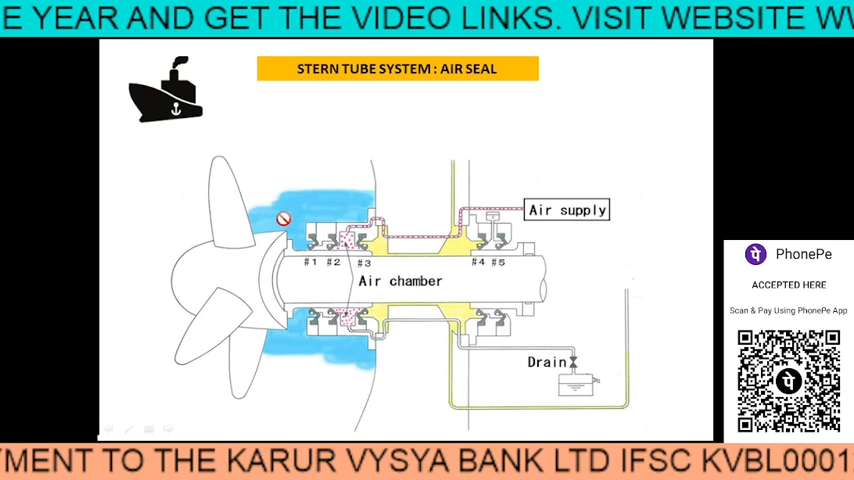 E YEAR AND GET THE VIDEO LINKS. VISIT WEBSITE WW
STERN TUBE SYSTEM : AIR SEAL
Air supply
#1 #2 #3 #4 #5
Air chamber
Drain
पे PhonePe
ACCEPTED HERE
Scan & Pay Using PhonePe App
पे
YMENT TO THE KARUR VYSYA BANK LTD IFSC KVBL0001